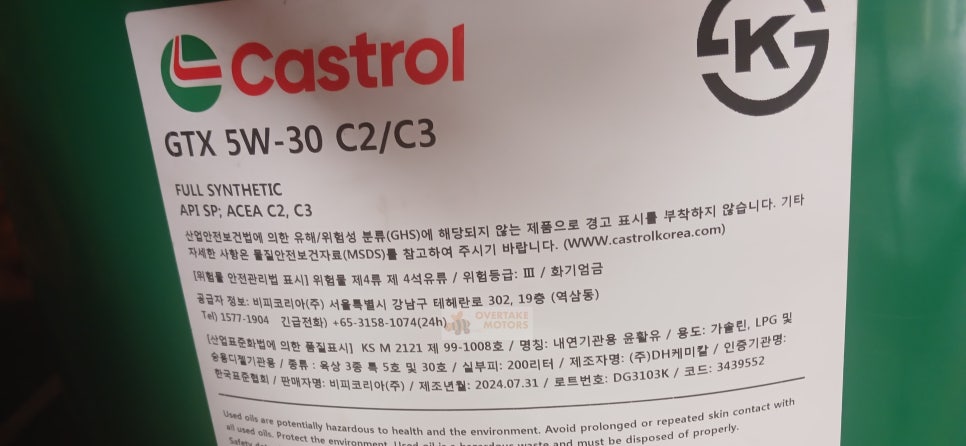 Castrol
K
GTX 5W-30 C2/C3
FULL SYNTHETIC
API SP; ACEA C2, C3
산업안전보건법에 의한 유해/위험성 분류(GHS)에 해당되지 않는 제품으로 경고 표시를 부착하지 않습니다. 기타
자세한 사항은 물질안전보건자료(MSDS)를 참고하여 주시기 바랍니다. (WWW.castrolkorea.com)
[위험물 안전관리법 표시] 위험물 제4류 제 4석유류 / 위험등급: III / 화기엄금
공급자 정보: 비피코리아(주) 서울특별시 강남구 테헤란로 302, 19층 (역삼동)
Tel) 1577-1904 긴급전화) +65-3158-1074(24h)
OVERTAKE
MOTORS
[산업표준화법에 의한 품질표시] KS M 2121 제 99-1008호 / 명칭: 내연기관용 윤활유 / 용도: 가솔린, LPG 및
승용디젤기관용 / 종류 : 육상 3종 특 5호 및 30호 / 실부피: 200리터 / 제조자명: (주)DH케미칼 / 인증기관명:
한국표준협회 / 판매자명: 비피코리아(주) / 제조년월: 2024.07.31 / 로트번호: DG3103K / 코드: 3439552
Used oils are potentially hazardous to health and the environment. Avoid prolonged or repeated skin contact with
all used oils. Protect the environment. Used oil is a hazardous waste and must be disposed of properly.
Safety